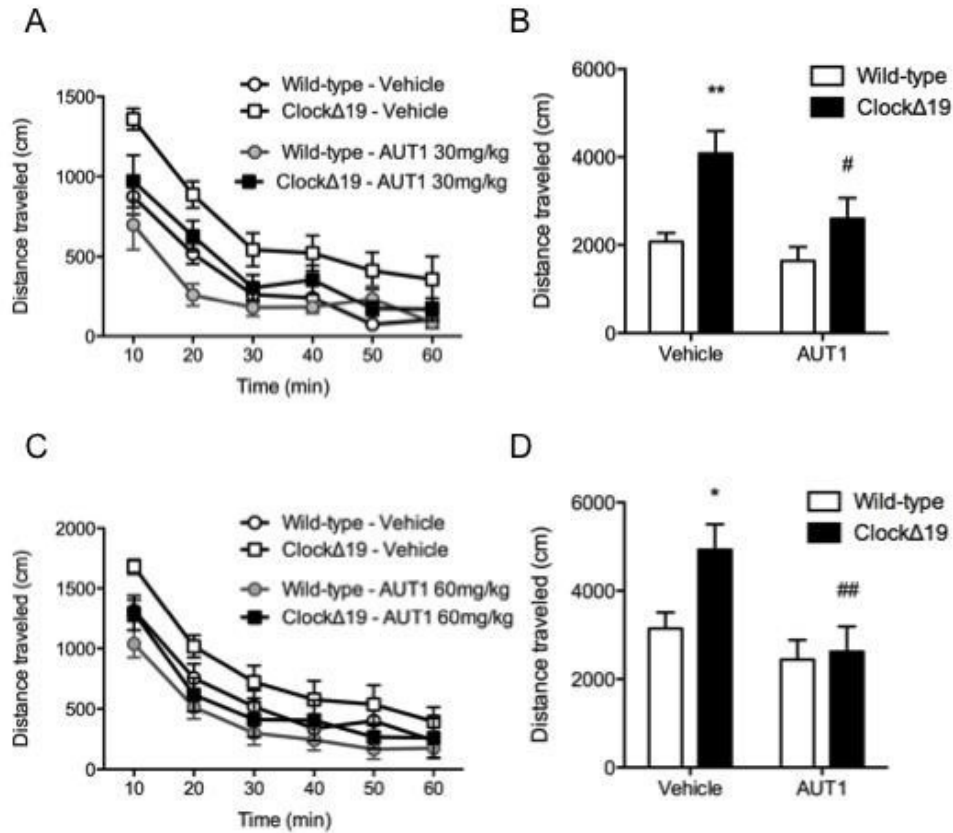 A
Wild-type - Vehicle
ClockΔ19 - Vehicle
Wild-type - AUT1 30mg/kg
ClockΔ19 - AUT1 30mg/kg
Distance traveled (cm)
1500
1000
500
0
10 20 30 40 50 60
Time (min)
B
Wild-type
ClockΔ19
Distance traveled (cm)
6000
4000
2000
0
**
#
Vehicle AUT1
C
Wild-type - Vehicle
ClockΔ19 - Vehicle
Wild-type - AUT1 60mg/kg
ClockΔ19 - AUT1 60mg/kg
Distance traveled (cm)
2000
1500
1000
500
0
10 20 30 40 50 60
Time (min)
D
Wild-type
ClockΔ19
Distance traveled (cm)
6000
4000
2000
0
*
##
Vehicle AUT1